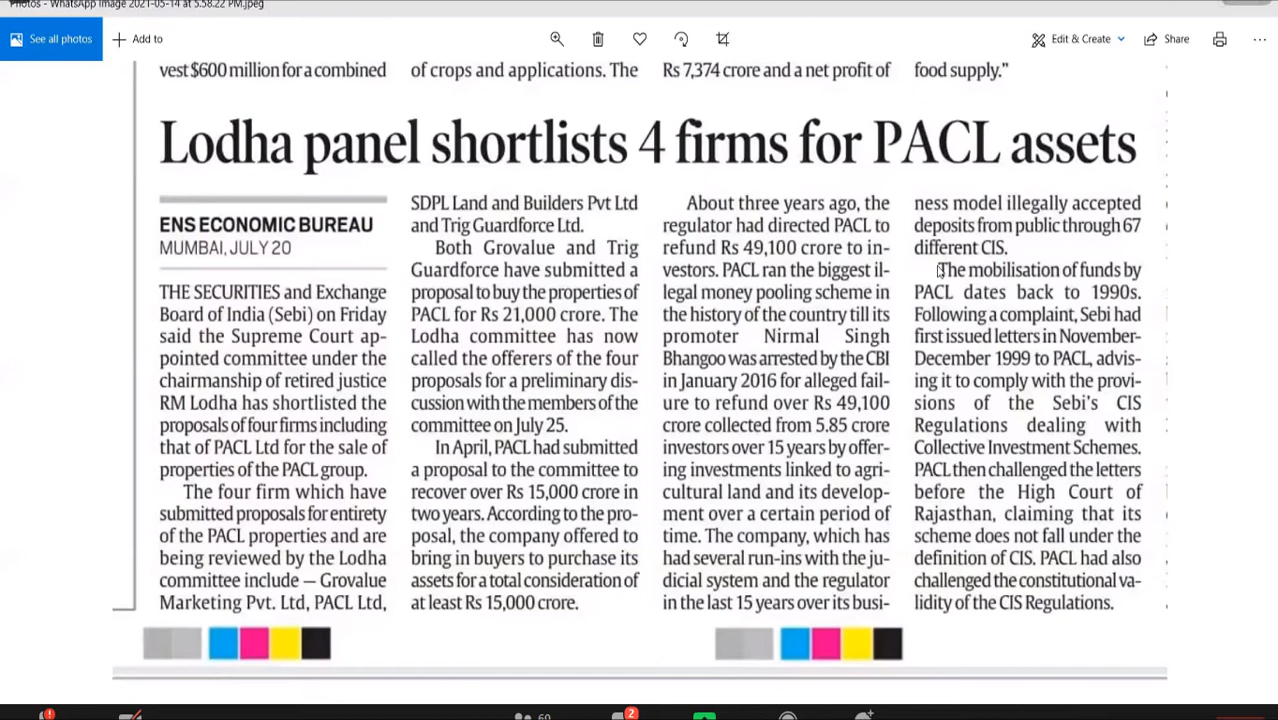 Photos - WhatsApp Image 2021-05-14 at 5.58.22 PM.jpeg
See all photos
Add to
Edit & Create
Share
vest $600 million for a combined
of crops and applications. The
Rs 7,374 crore and a net profit of
food supply."
Lodha panel shortlists 4 firms for PACL assets
ENS ECONOMIC BUREAU
MUMBAI, JULY 20
THE SECURITIES and Exchange
Board of India (Sebi) on Friday
said the Supreme Court ap-
pointed committee under the
chairmanship of retired justice
RM Lodha has shortlisted the
proposals of four firms including
that of PACL Ltd for the sale of
properties of the PACL group.
The four firm which have
submitted proposals for entirety
of the PACL properties and are
being reviewed by the Lodha
committee include — Grovalue
Marketing Pvt. Ltd, PACL Ltd,
SDPL Land and Builders Pvt Ltd
and Trig Guardforce Ltd.
Both Grovalue and Trig
Guardforce have submitted a
proposal to buy the properties of
PACL for Rs 21,000 crore. The
Lodha committee has now
called the offerers of the four
proposals for a preliminary dis-
cussion with the members of the
committee on July 25.
In April, PACL had submitted
a proposal to the committee to
recover over Rs 15,000 crore in
two years. According to the pro-
posal, the company offered to
bring in buyers to purchase its
assets for a total consideration of
at least Rs 15,000 crore.
About three years ago, the
regulator had directed PACL to
refund Rs 49,100 crore to in-
vestors. PACL ran the biggest il-
legal money pooling scheme in
the history of the country till its
promoter Nirmal Singh
Bhangoo was arrested by the CBI
in January 2016 for alleged fail-
ure to refund over Rs 49,100
crore collected from 5.85 crore
investors over 15 years by offer-
ing investments linked to agri-
cultural land and its develop-
ment over a certain period of
time. The company, which has
had several run-ins with the ju-
dicial system and the regulator
in the last 15 years over its busi-
ness model illegally accepted
deposits from public through 67
different CIS.
The mobilisation of funds by
PACL dates back to 1990s.
Following a complaint, Sebi had
first issued letters in November-
December 1999 to PACL, advis-
ing it to comply with the provi-
sions of the Sebi's CIS
Regulations dealing with
Collective Investment Schemes.
PACL then challenged the letters
before the High Court of
Rajasthan, claiming that its
scheme does not fall under the
definition of CIS. PACL had also
challenged the constitutional va-
lidity of the CIS Regulations.
2